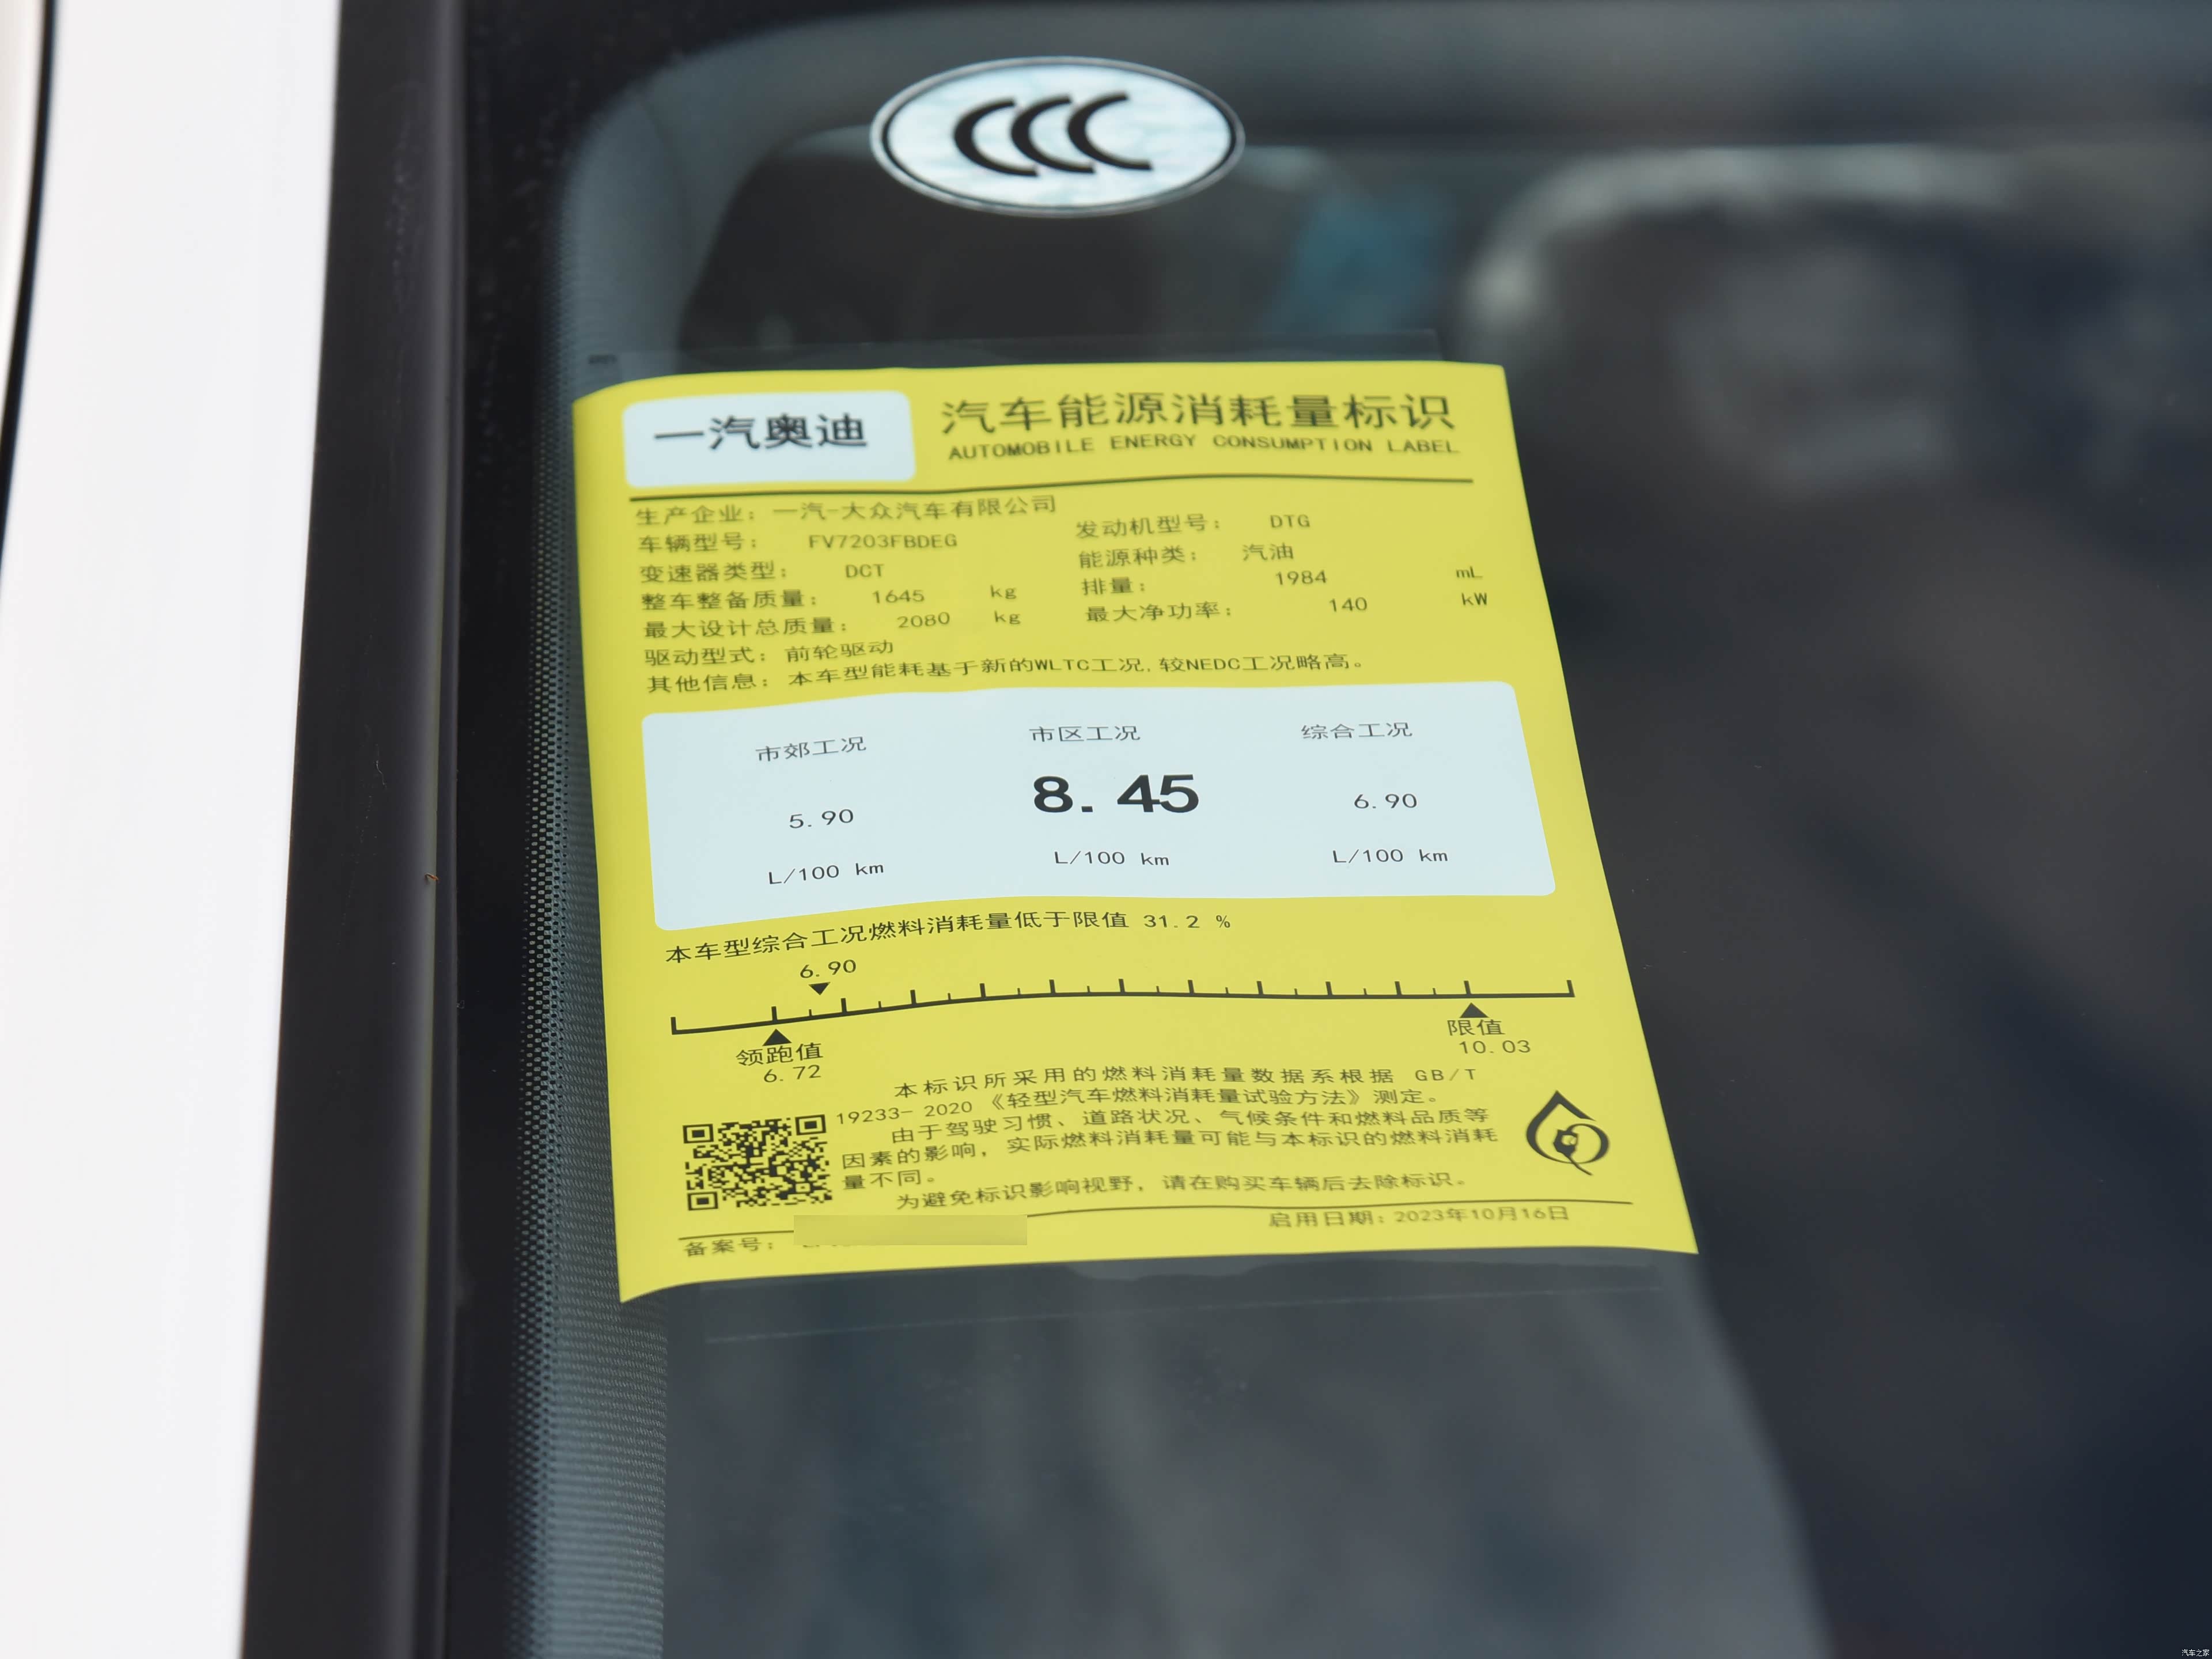 CCC
一汽奥迪
汽车能源消耗量标识
AUTOMOBILE ENERGY CONSUMPTION LABEL
生产企业：一汽-大众汽车有限公司
车辆型号： FV7203FBDEG 发动机型号： DTG
变速器类型： DCT 能源种类： 汽油
整车整备质量： 1645 kg 排量： 1984 mL
最大设计总质量： 2080 kg 最大净功率： 140 kW
驱动型式：前轮驱动
其他信息：本车型能耗基于新的WLTC工况,较NEDC工况略高。
市郊工况 市区工况 综合工况
5.90 8.45 6.90
L/100 km L/100 km L/100 km
本车型综合工况燃料消耗量低于限值 31.2 %
6.90
领跑值 限值
6.72 10.03
本标识所采用的燃料消耗量数据系根据 GB/T
19233-2020《轻型汽车燃料消耗量试验方法》测定。
由于驾驶习惯、道路状况、气候条件和燃料品质等
因素的影响，实际燃料消耗量可能与本标识的燃料消耗
量不同。
为避免标识影响视野，请在购买车辆后去除标识。
备案号： 启用日期：2023年10月16日
汽车之家